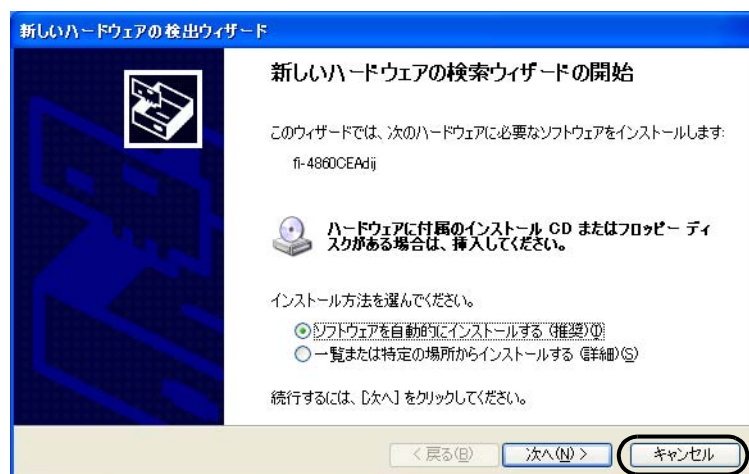 新しいハードウェアの検出ウィザード
新しいハードウェアの検索ウィザードの開始
このウィザードでは、次のハードウェアに必要なソフトウェアをインストールします:
fi-4860CEAdij
ハードウェアに付属のインストール CD またはフロッピー ディ
スクがある場合は、挿入してください。
インストール方法を選んでください。
ソフトウェアを自動的にインストールする (推奨)(I)
一覧または特定の場所からインストールする (詳細)(S)
続行するには、[次へ] をクリックしてください。
< 戻る(B) 次へ(N) > キャンセル